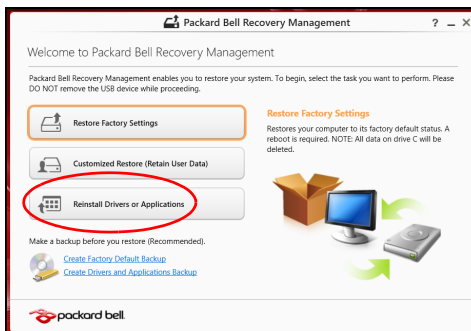 Packard Bell Recovery Management
Welcome to Packard Bell Recovery Management
Packard Bell Recovery Management enables you to restore your system. To begin, select the task you want to perform. Please
DO NOT remove the USB device while proceeding.
Restore Factory Settings
Customized Restore (Retain User Data)
Reinstall Drivers or Applications
Restore Factory Settings
Restores your computer to its factory default status. A
reboot is required. NOTE: All data on drive C will be
deleted.
Make a backup before you restore (Recommended).
Create Factory Default Backup
Create Drivers and Applications Backup
packard bell